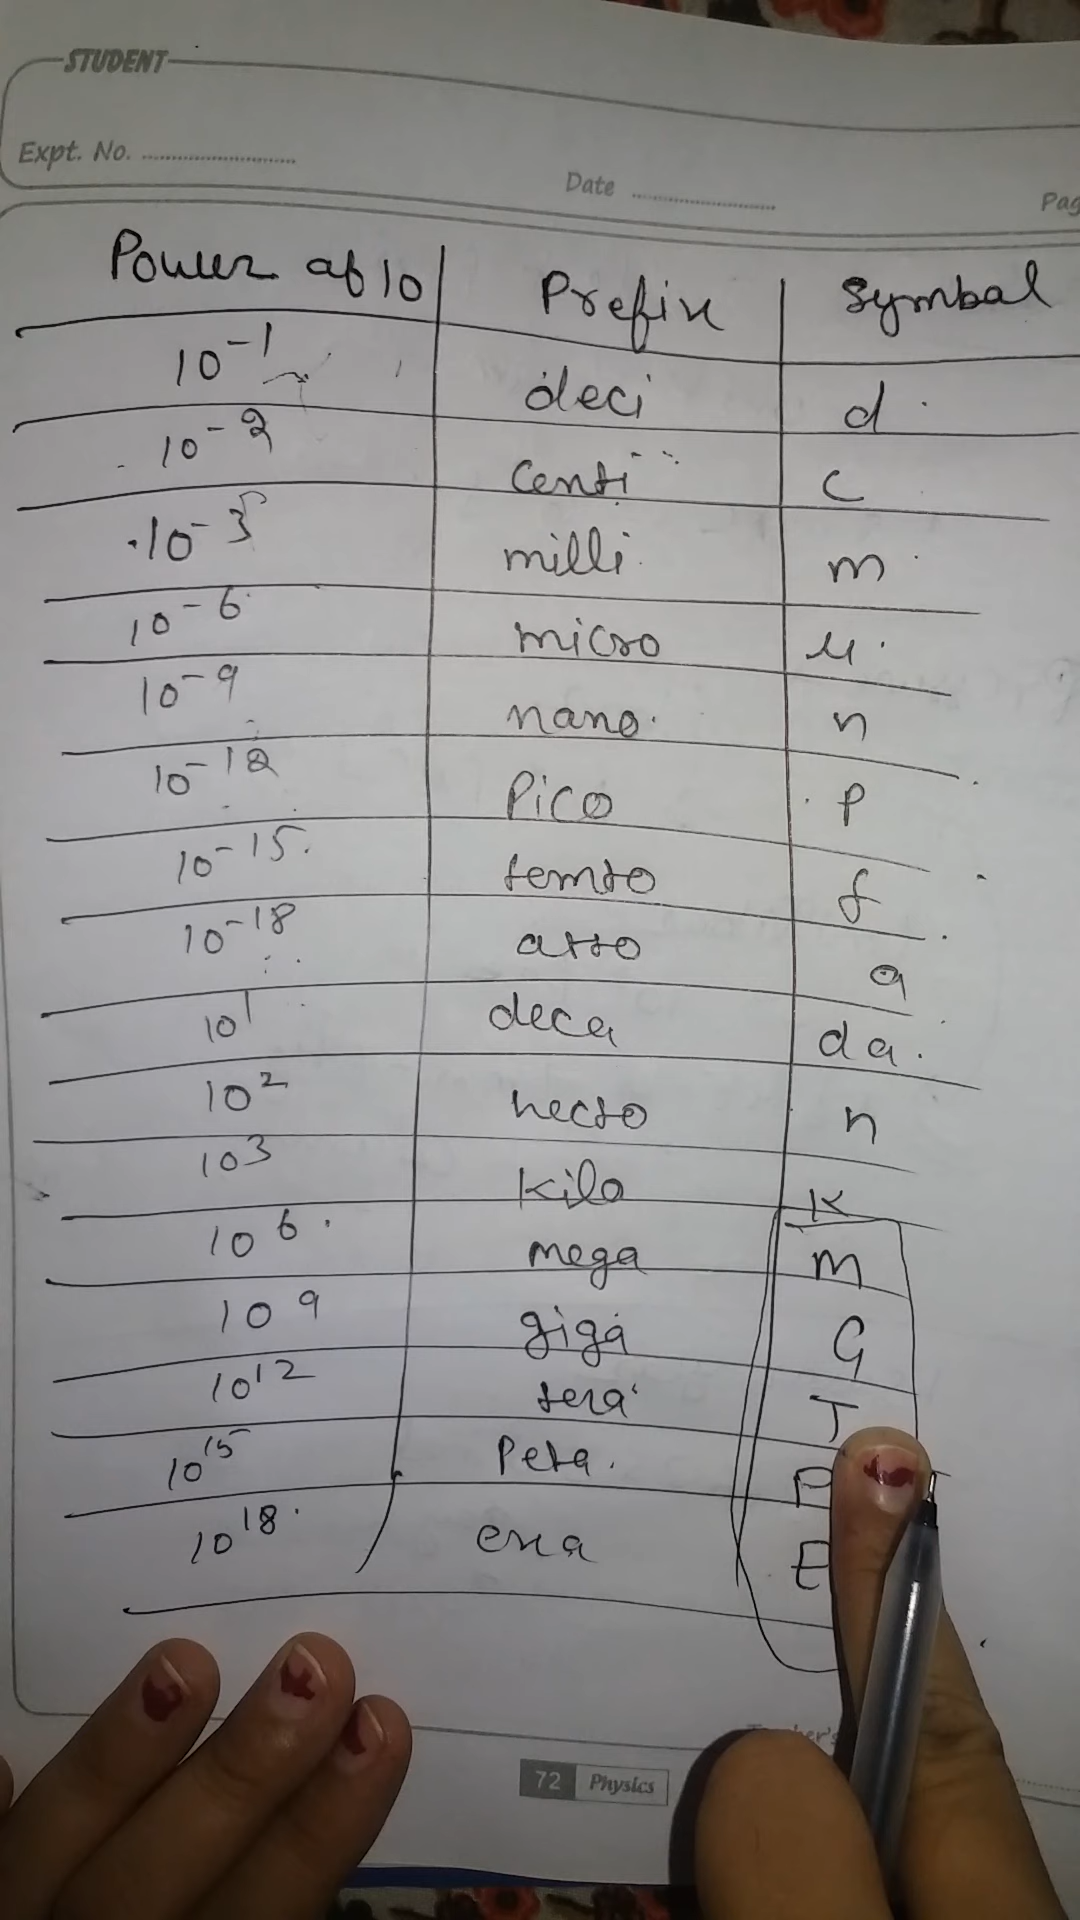 STUDENT
Expt. No.
Date
Pag
Power of 10 Prefix Symbal
10⁻¹ deci d
10⁻² centi c
10⁻³ milli m
10⁻⁶ micro μ
10⁻⁹ nano n
10⁻¹² Pico p
10⁻¹⁵ femto f
10⁻¹⁸ atto a
10¹ deca da
10² hecto h
10³ kilo K
10⁶ mega m
10⁹ giga G
10¹² tera T
10¹⁵ Peta P
10¹⁸ exa E
72 Physics